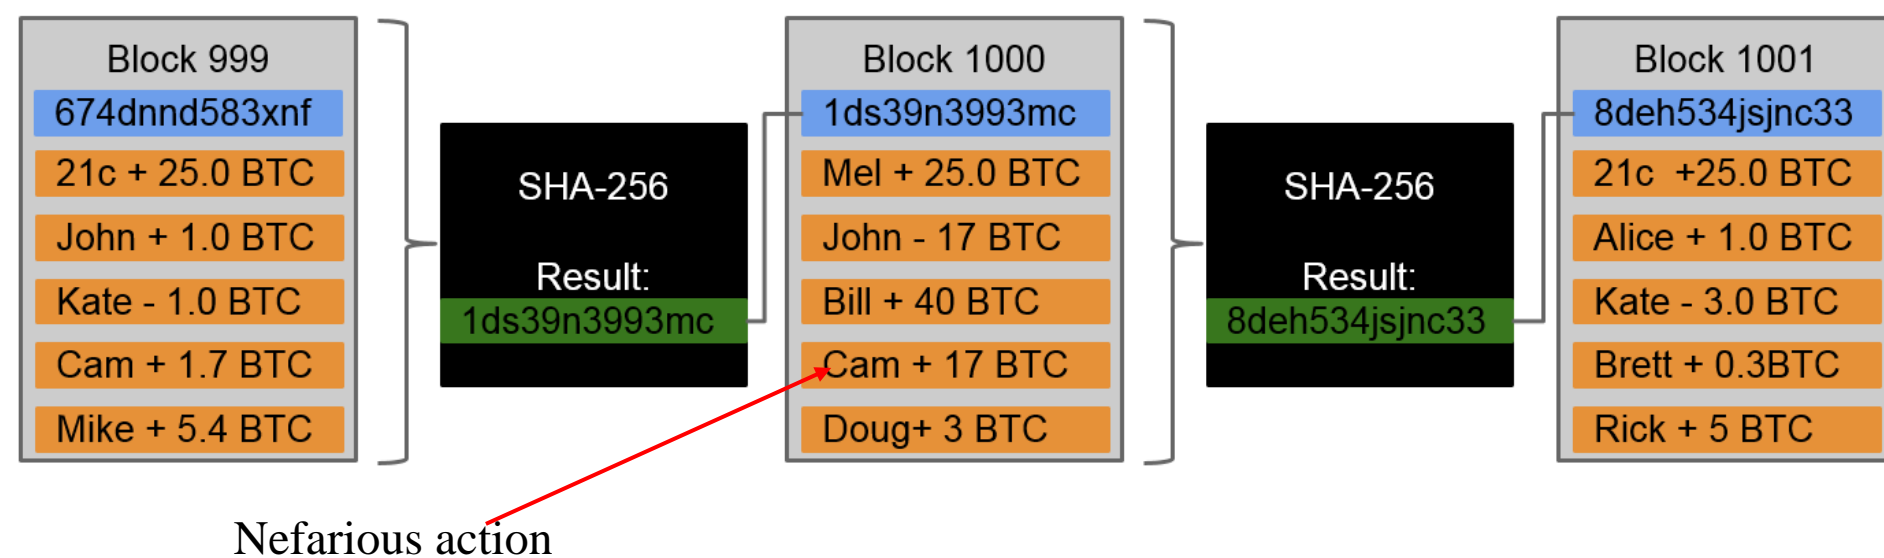 Block 999
674dnnd583xnf
21c + 25.0 BTC
John + 1.0 BTC
Kate - 1.0 BTC
Cam + 1.7 BTC
Mike + 5.4 BTC
SHA-256
Result:
1ds39n3993mc
Block 1000
1ds39n3993mc
Mel + 25.0 BTC
John - 17 BTC
Bill + 40 BTC
Cam + 17 BTC
Doug+ 3 BTC
SHA-256
Result:
8deh534jsjnc33
Block 1001
8deh534jsjnc33
21c +25.0 BTC
Alice + 1.0 BTC
Kate - 3.0 BTC
Brett + 0.3BTC
Rick + 5 BTC
Nefarious action